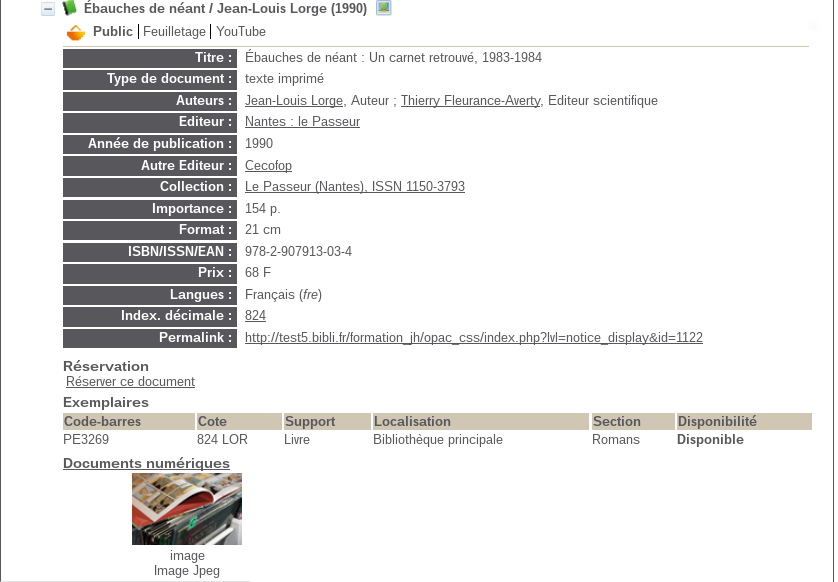 Ébauches de néant / Jean-Louis Lorge (1990)
Public Feuilletage YouTube
Titre : Ébauches de néant : Un carnet retrouvé, 1983-1984
Type de document : texte imprimé
Auteurs : Jean-Louis Lorge, Auteur ; Thierry Fleurance-Averty, Editeur scientifique
Editeur : Nantes : le Passeur
Année de publication : 1990
Autre Editeur : Cecofop
Collection : Le Passeur (Nantes), ISSN 1150-3793
Importance : 154 p.
Format : 21 cm
ISBN/ISSN/EAN : 978-2-907913-03-4
Prix : 68 F
Langues : Français (fre)
Index. décimale : 824
Permalink : http://test5.bibli.fr/formation_jh/opac_css/index.php?lvl=notice_display&id=1122
Réservation
Réserver ce document
Exemplaires
Code-barres Cote Support Localisation Section Disponibilité
PE3269 824 LOR Livre Bibliothèque principale Romans Disponible
Documents numériques
image
Image Jpeg